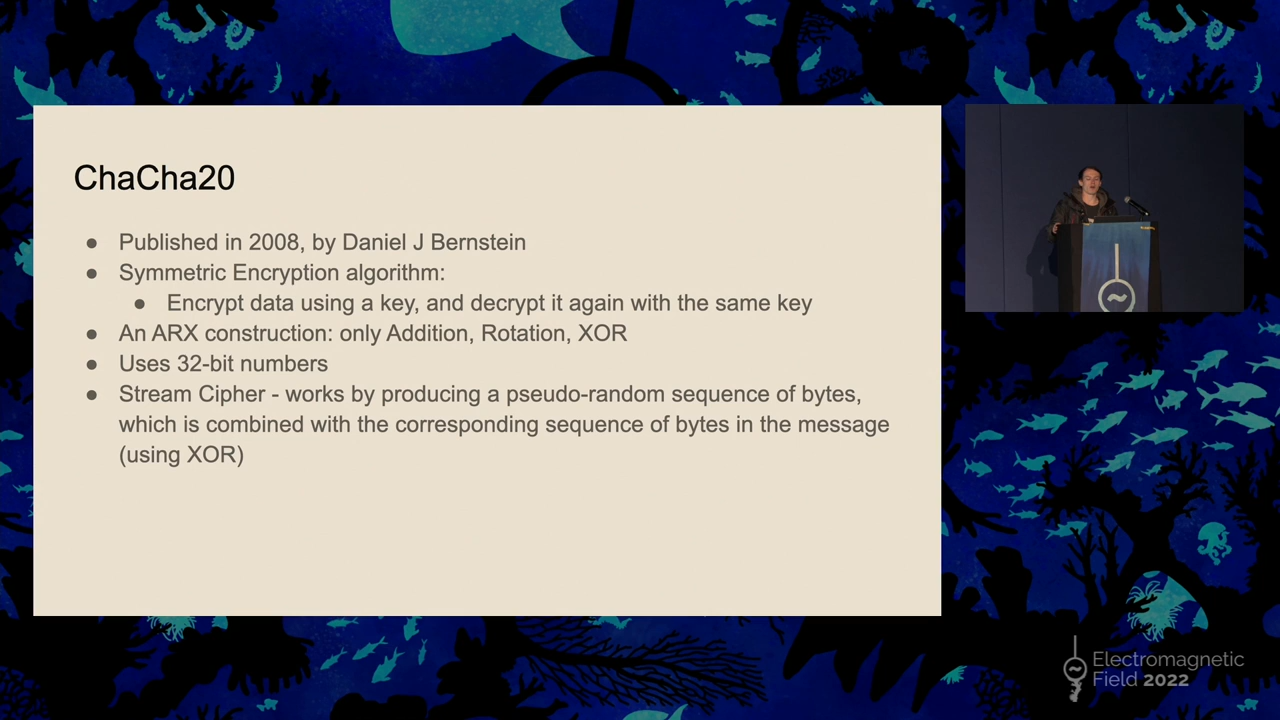 ChaCha20
● Published in 2008, by Daniel J Bernstein
● Symmetric Encryption algorithm:
● Encrypt data using a key, and decrypt it again with the same key
● An ARX construction: only Addition, Rotation, XOR
● Uses 32-bit numbers
● Stream Cipher - works by producing a pseudo-random sequence of bytes,
which is combined with the corresponding sequence of bytes in the message
(using XOR)
Electromagnetic
Field 2022